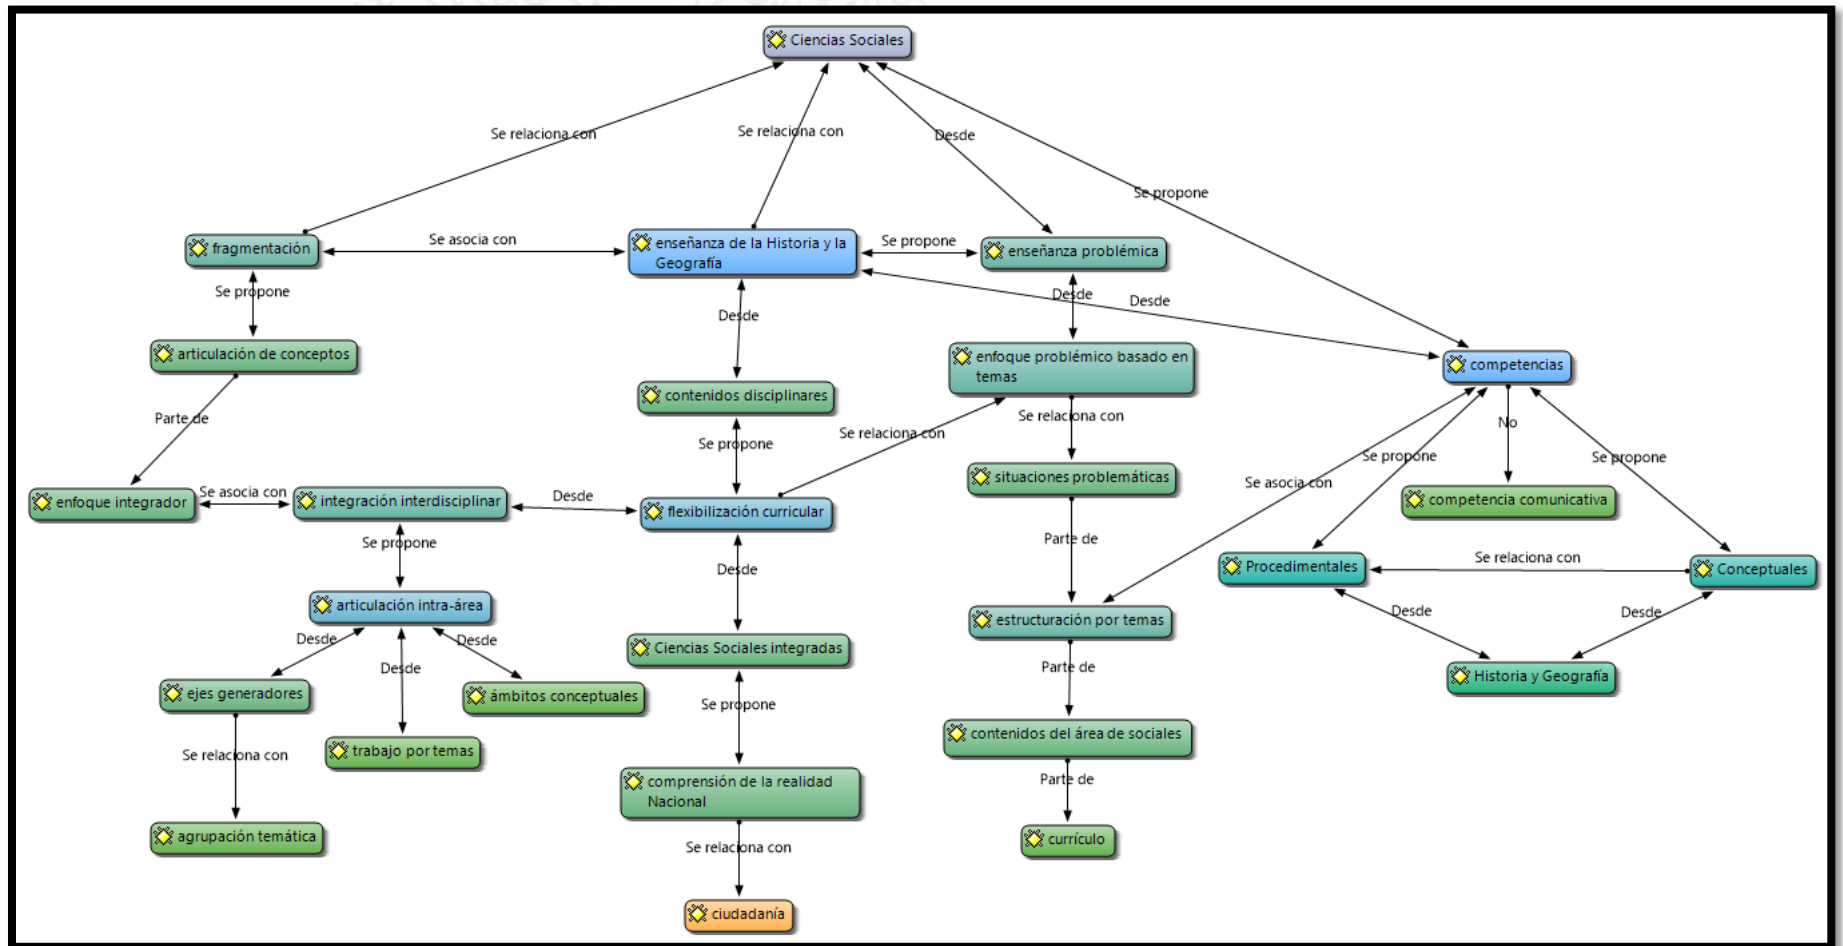 Ciencias Sociales
Se relaciona con
Se relaciona con
Desde
Se propone
fragmentación
Se asocia con
enseñanza de la Historia y la
Geografía
Se propone
enseñanza problémica
Se propone
Desde
Desde
Desde
articulación de conceptos
enfoque problémico basado en
temas
competencias
contenidos disciplinares
Parte de
Se propone
Se relaciona con
Se relaciona con
No
Se propone
Se propone
enfoque integrador
Se asocia con
integración interdisciplinar
Desde
flexibilización curricular
situaciones problemáticas
Se asocia con
competencia comunicativa
Se propone
Desde
Parte de
Procedimentales
Se relaciona con
Conceptuales
articulación intra-área
estructuración por temas
Desde
Desde
Desde
Desde
Desde
Ciencias Sociales integradas
Parte de
Historia y Geografía
ejes generadores
ámbitos conceptuales
Se propone
trabajo por temas
contenidos del área de sociales
Se relaciona con
comprensión de la realidad
Nacional
Parte de
agrupación temática
Se relaciona con
currículo
ciudadanía